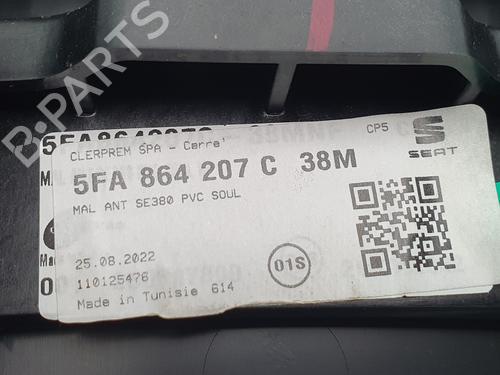 B-PARTS
CLERPREM SPA - Carre'
CP5
5FA 864 207 C 38M
SEAT
MAL ANT SE380 PVC SOUL
25.08.2022
110125476
01S
Made in Tunisie 614